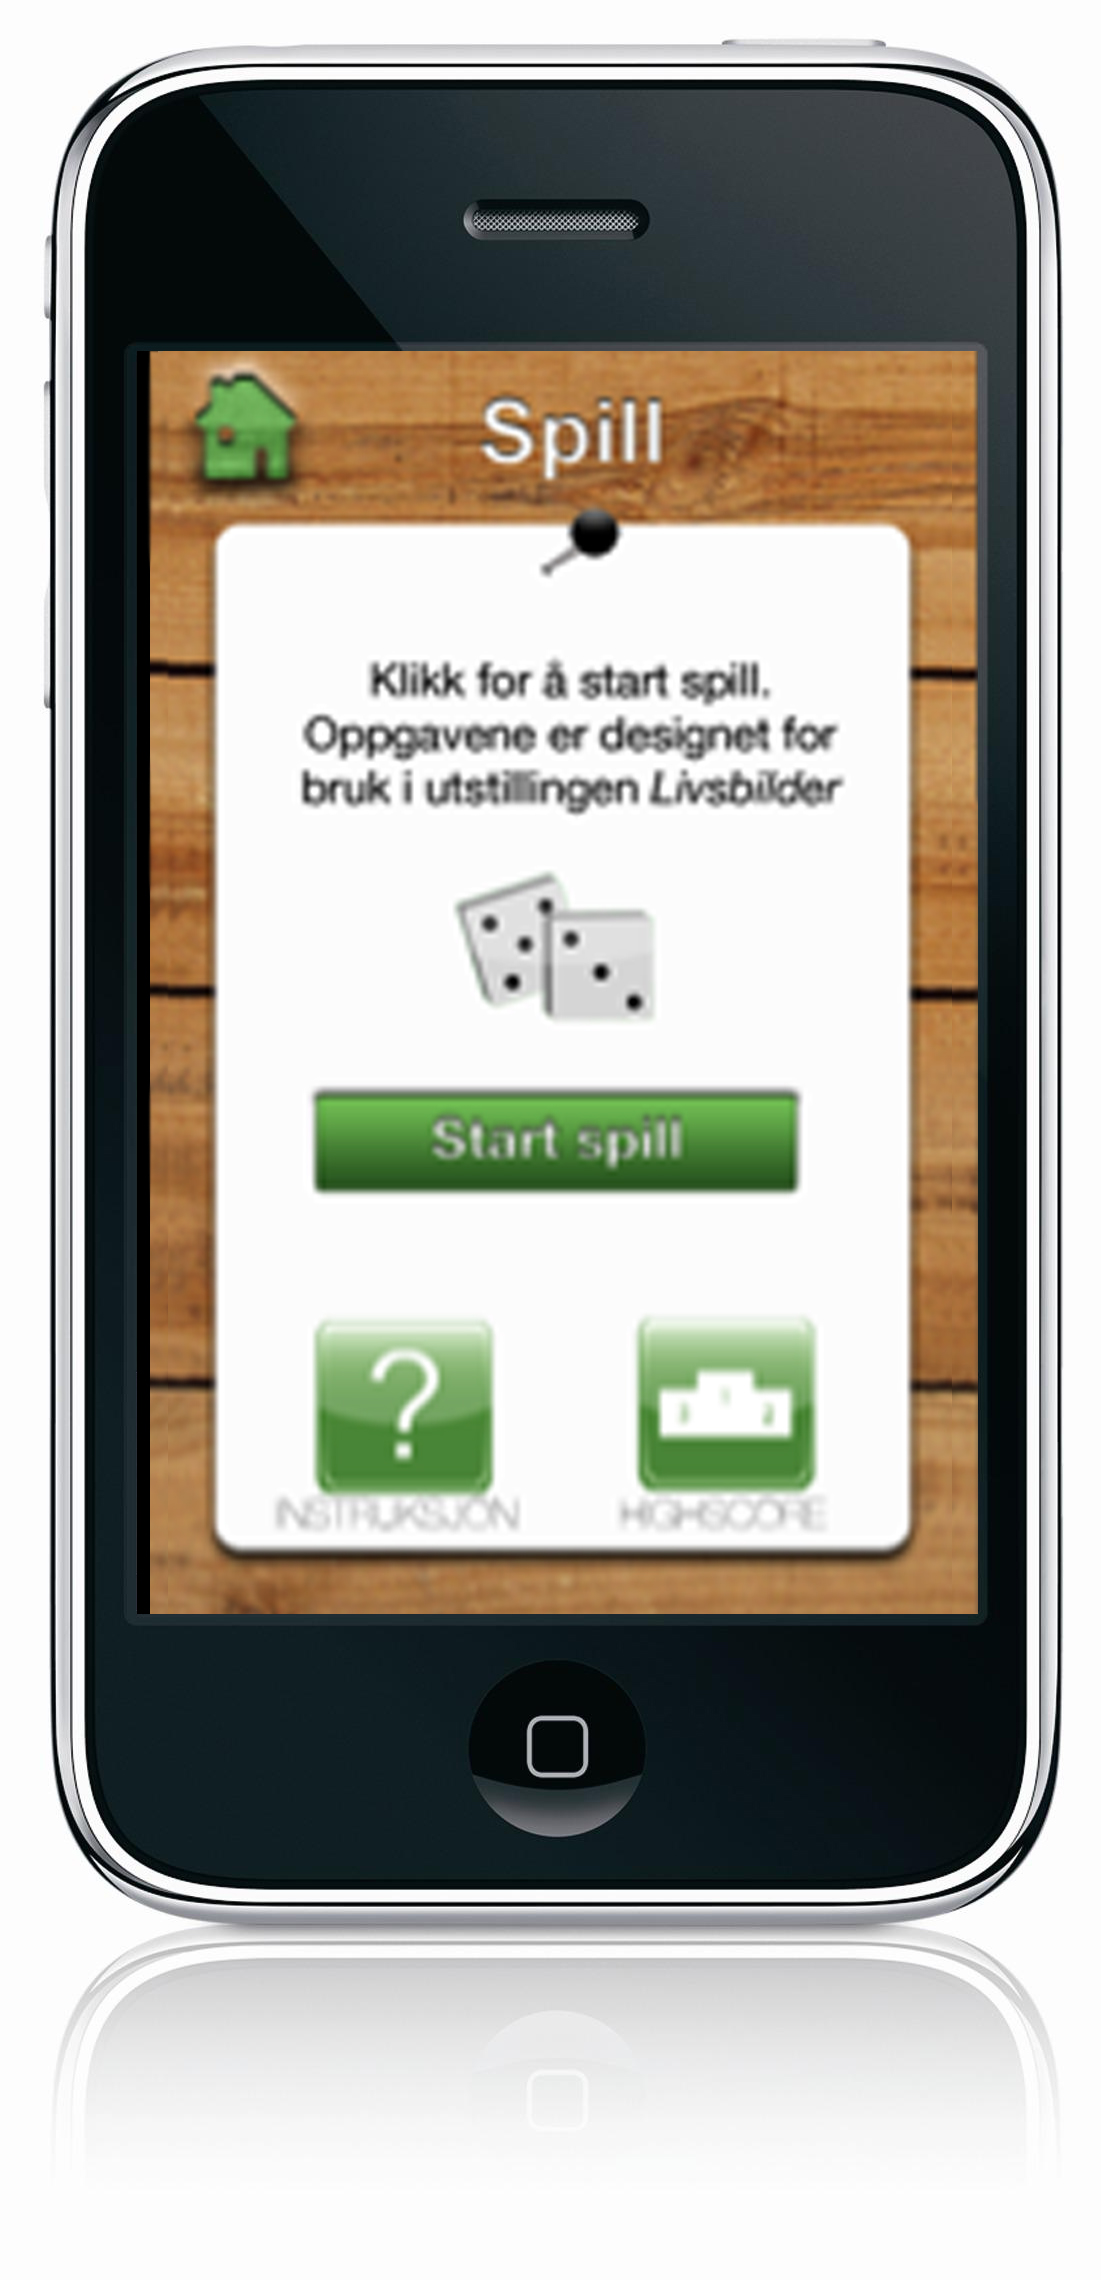 Spill
Klikk for å start spill.
Oppgavene er designet for
bruk i utstillingen Livsbilder
Start spill
INSTRUKSJON
HIGHSCORE